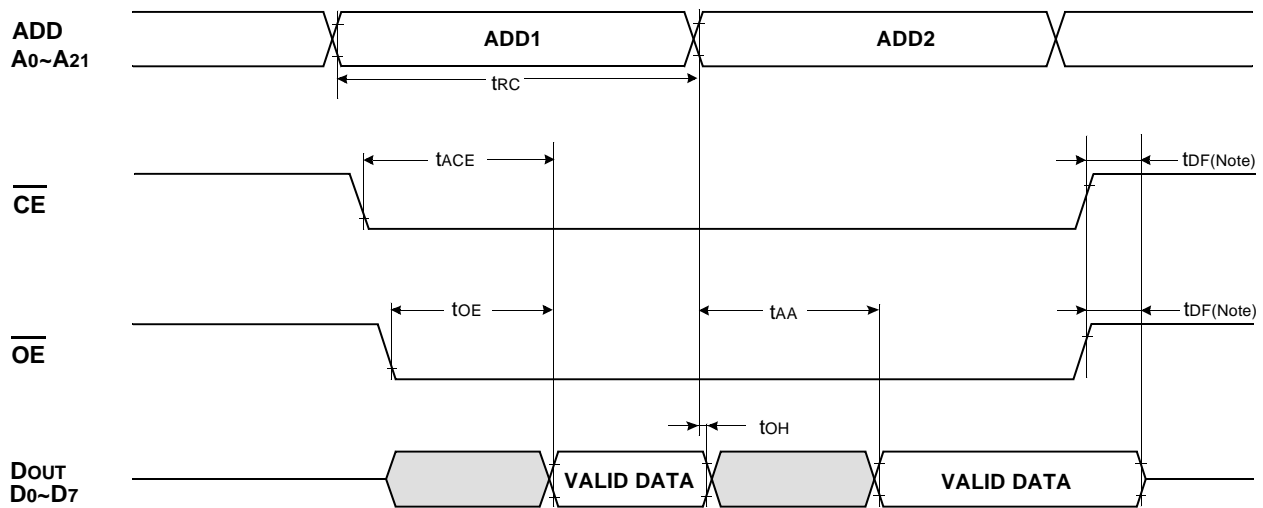 ADD
A0~A21
ADD1
ADD2
tRC
tACE
tDF(Note)
CE
tOE
tAA
tDF(Note)
OE
tOH
DOUT
D0~D7
VALID DATA
VALID DATA